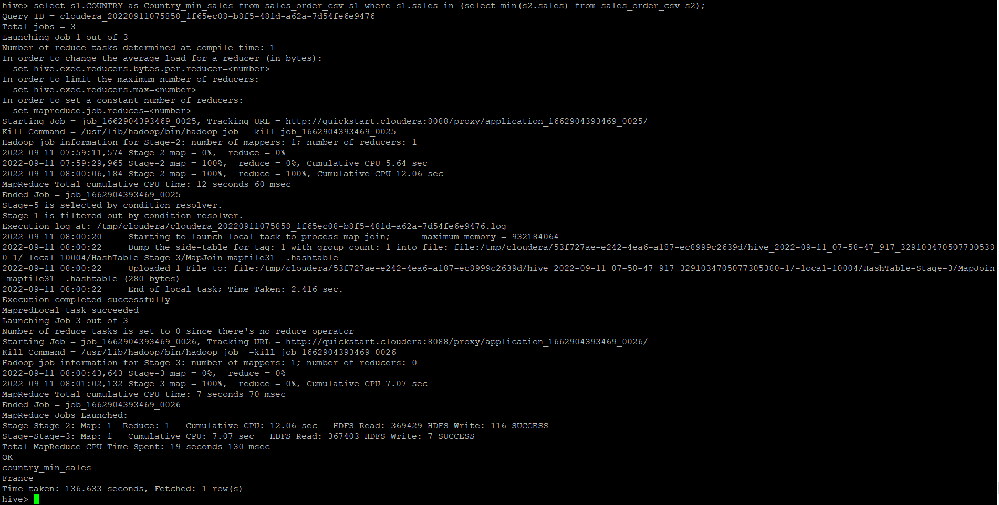 hive> select s1.COUNTRY as Country_min_sales from sales_order_csv s1 where s1.sales in (select min(s2.sales) from sales_order_csv s2);
Query ID = cloudera_20220911075858_1f65ec08-b8f5-481d-a62a-7d54fe6e9476
Total jobs = 3
Launching Job 1 out of 3
Number of reduce tasks determined at compile time: 1
In order to change the average load for a reducer (in bytes):
  set hive.exec.reducers.bytes.per.reducer=<number>
In order to limit the maximum number of reducers:
  set hive.exec.reducers.max=<number>
In order to set a constant number of reducers:
  set mapreduce.job.reduces=<number>
Starting Job = job_1662904393469_0025, Tracking URL = http://quickstart.cloudera:8088/proxy/application_1662904393469_0025/
Kill Command = /usr/lib/hadoop/bin/hadoop job  -kill job_1662904393469_0025
Hadoop job information for Stage-2: number of mappers: 1; number of reducers: 1
2022-09-11 07:59:11,574 Stage-2 map = 0%,  reduce = 0%
2022-09-11 07:59:29,965 Stage-2 map = 100%,  reduce = 0%, Cumulative CPU 5.64 sec
2022-09-11 08:00:06,184 Stage-2 map = 100%,  reduce = 100%, Cumulative CPU 12.06 sec
MapReduce Total cumulative CPU time: 12 seconds 60 msec
Ended Job = job_1662904393469_0025
Stage-5 is selected by condition resolver.
Stage-1 is filtered out by condition resolver.
Execution log at: /tmp/cloudera/cloudera_20220911075858_1f65ec08-b8f5-481d-a62a-7d54fe6e9476.log
2022-09-11 08:00:20     Starting to launch local task to process map join;      maximum memory = 932184064
2022-09-11 08:00:22     Dump the side-table for tag: 1 with group count: 1 into file: file:/tmp/cloudera/53f727ae-e242-4ea6-a187-ec8999c2639d/hive_2022-09-11_07-58-47_917_329103470507730538
0-1/-local-10004/HashTable-Stage-3/MapJoin-mapfile31--.hashtable
2022-09-11 08:00:22     Uploaded 1 File to: file:/tmp/cloudera/53f727ae-e242-4ea6-a187-ec8999c2639d/hive_2022-09-11_07-58-47_917_3291034705077305380-1/-local-10004/HashTable-Stage-3/MapJoin
-mapfile31--.hashtable (280 bytes)
2022-09-11 08:00:22     End of local task; Time Taken: 2.416 sec.
Execution completed successfully
MapredLocal task succeeded
Launching Job 3 out of 3
Number of reduce tasks is set to 0 since there's no reduce operator
Starting Job = job_1662904393469_0026, Tracking URL = http://quickstart.cloudera:8088/proxy/application_1662904393469_0026/
Kill Command = /usr/lib/hadoop/bin/hadoop job  -kill job_1662904393469_0026
Hadoop job information for Stage-3: number of mappers: 1; number of reducers: 0
2022-09-11 08:00:43,643 Stage-3 map = 0%,  reduce = 0%
2022-09-11 08:01:02,132 Stage-3 map = 100%,  reduce = 0%, Cumulative CPU 7.07 sec
MapReduce Total cumulative CPU time: 7 seconds 70 msec
Ended Job = job_1662904393469_0026
MapReduce Jobs Launched:
Stage-Stage-2: Map: 1  Reduce: 1   Cumulative CPU: 12.06 sec   HDFS Read: 369429 HDFS Write: 116 SUCCESS
Stage-Stage-3: Map: 1   Cumulative CPU: 7.07 sec   HDFS Read: 367403 HDFS Write: 7 SUCCESS
Total MapReduce CPU Time Spent: 19 seconds 130 msec
OK
country_min_sales
France
Time taken: 136.633 seconds, Fetched: 1 row(s)
hive>